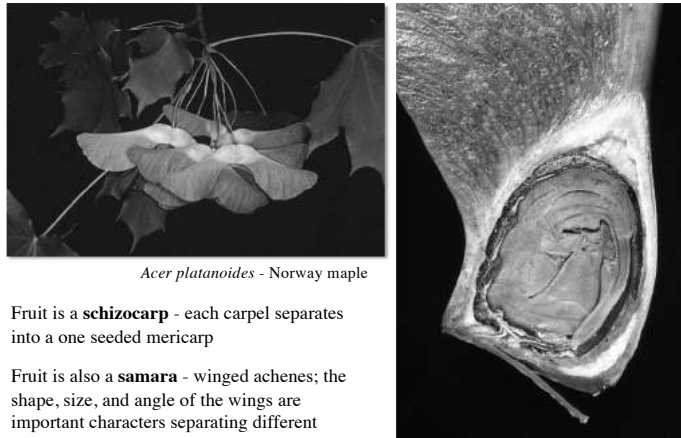 Acer platanoides - Norway maple
Fruit is a schizocarp - each carpel separates
into a one seeded mericarp
Fruit is also a samara - winged achenes; the
shape, size, and angle of the wings are
important characters separating different